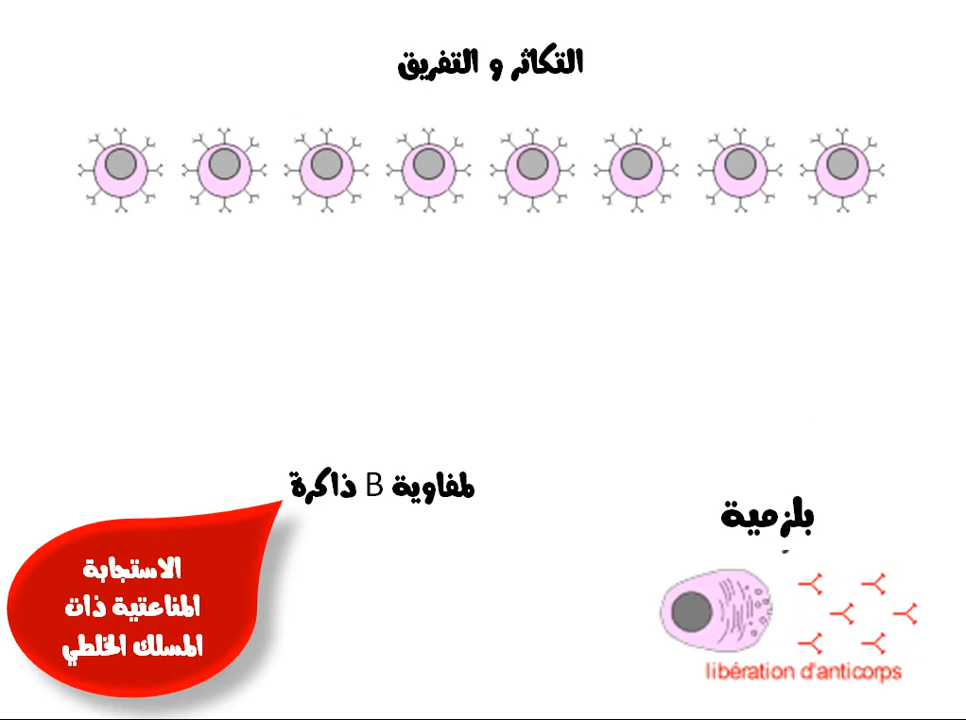 التكاثر و التفريق
لمفاوية B ذاكرة
بلزمية
الاستجابة
المناعتية ذات
المسلك الخلطي
libération d'anticorps